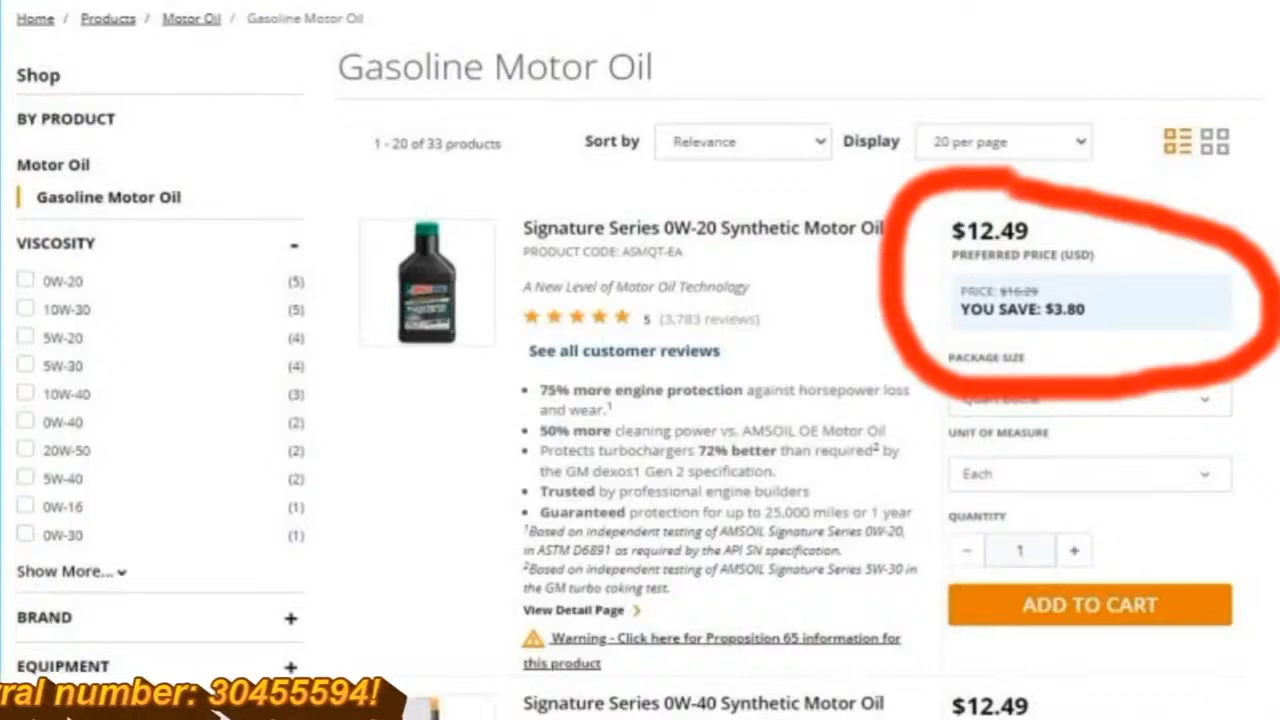 Home / Products / Motor Oil / Gasoline Motor Oil
Shop
BY PRODUCT
Motor Oil
Gasoline Motor Oil
VISCOSITY -
0W-20 (5)
10W-30 (5)
5W-20 (4)
5W-30 (4)
10W-40 (3)
0W-40 (2)
20W-50 (2)
5W-40 (2)
0W-16 (1)
0W-30 (1)
Show More...
BRAND +
EQUIPMENT +
Gasoline Motor Oil
1 - 20 of 33 products
Sort by Relevance
Display 20 per page
Signature Series 0W-20 Synthetic Motor Oil
PRODUCT CODE: ASMQT-EA
A New Level of Motor Oil Technology
5 (3,783 reviews)
See all customer reviews
• 75% more engine protection against horsepower loss
and wear.1
• 50% more cleaning power vs. AMSOIL OE Motor Oil
• Protects turbochargers 72% better than required2 by
the GM dexos1 Gen 2 specification.
• Trusted by professional engine builders
• Guaranteed protection for up to 25,000 miles or 1 year
1Based on independent testing of AMSOIL Signature Series 0W-20,
in ASTM D6891 as required by the API SN specification.
2Based on independent testing of AMSOIL Signature Series 5W-30 in
the GM turbo coking test.
View Detail Page
Warning - Click here for Proposition 65 information for
this product
$12.49
PREFERRED PRICE (USD)
PRICE: $16.29
YOU SAVE: $3.80
PACKAGE SIZE
UNIT OF MEASURE
Each
QUANTITY
- 1 +
ADD TO CART
Signature Series 0W-40 Synthetic Motor Oil
$12.49
number: 30455594!